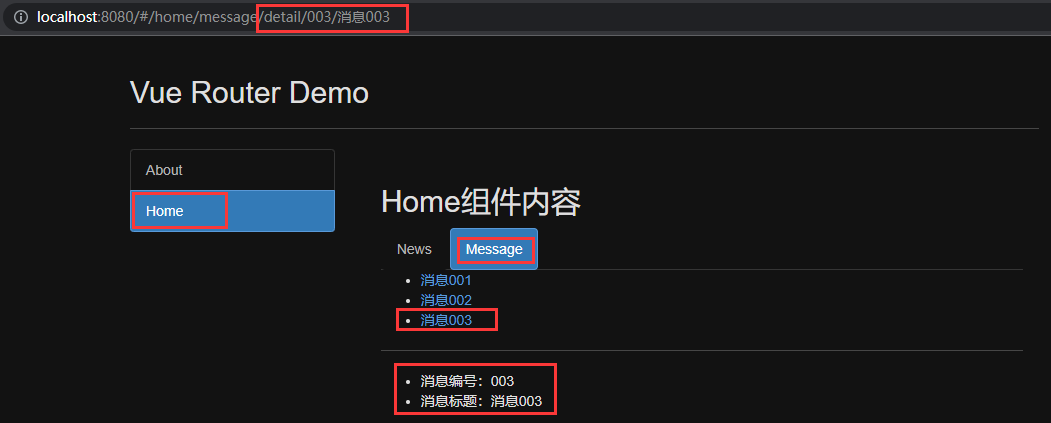 localhost:8080/#/home/message/detail/003/消息003
Vue Router Demo
About
Home
Home组件内容
News
Message
消息001
消息002
消息003
消息编号：003
消息标题：消息003